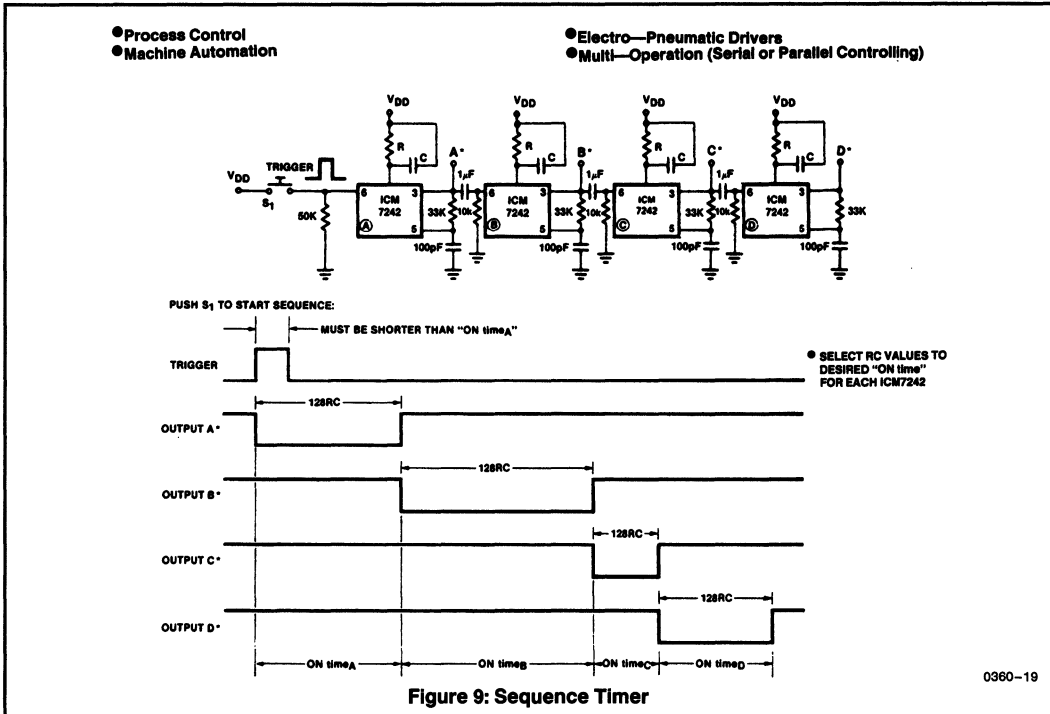 ●Process Control
●Machine Automation
●Electro—Pneumatic Drivers
●Multi—Operation (Serial or Parallel Controlling)
VDD VDD VDD VDD
R C A* R C B* R C C* R C D*
1μF 1μF 1μF
TRIGGER
VDD S1 50K
6 ICM 7242 3 5 A 33K 10k 100pF
6 ICM 7242 3 5 B 33K 10k 100pF
6 ICM 7242 3 5 C 33K 10k 100pF
6 ICM 7242 3 5 D 33K 100pF
PUSH S1 TO START SEQUENCE:
MUST BE SHORTER THAN "ON timeA"
TRIGGER
● SELECT RC VALUES TO
DESIRED "ON time"
FOR EACH ICM7242
128RC
OUTPUT A*
128RC
OUTPUT B*
128RC
OUTPUT C*
128RC
OUTPUT D*
ON timeA ON timeB ON timeC ON timeD
0360–19
Figure 9: Sequence Timer